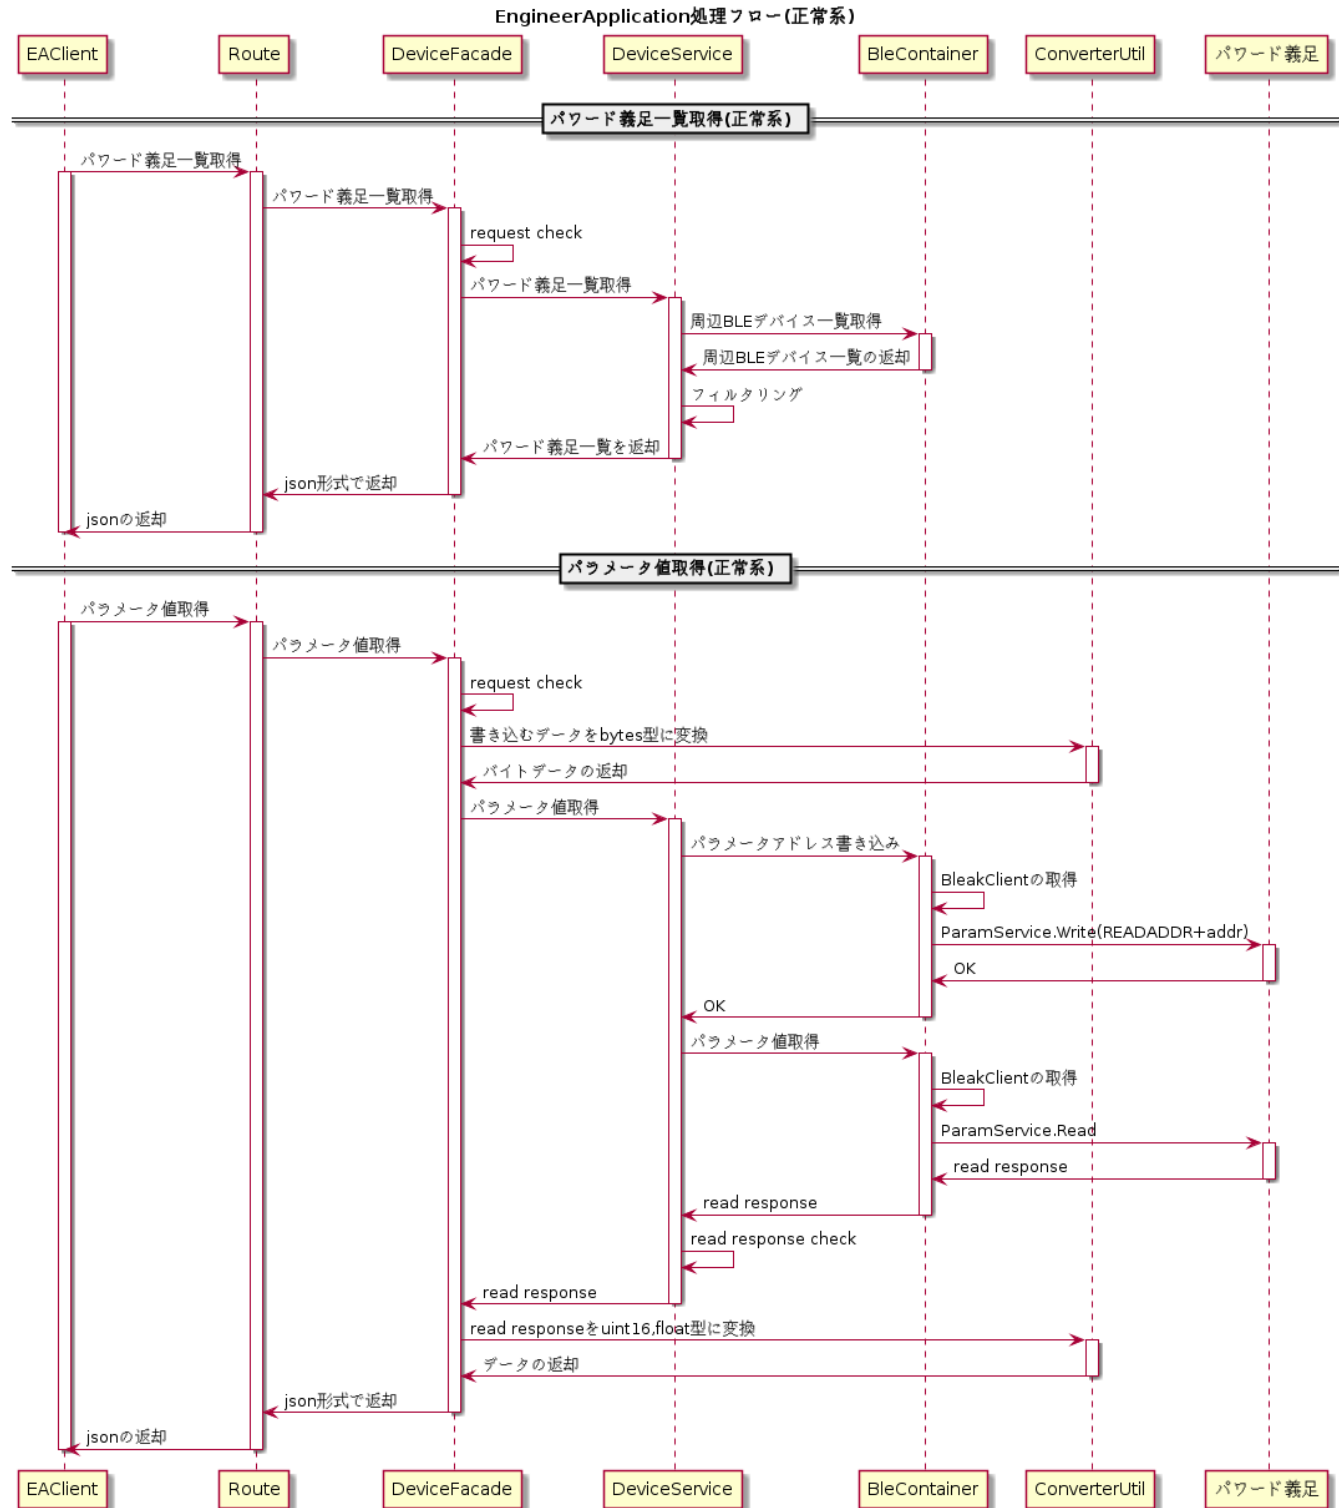 EngineerApplication処理フロー(正常系)
EAClient
Route
DeviceFacade
DeviceService
BleContainer
ConverterUtil
パワード義足
パワード義足一覧取得(正常系)
パワード義足一覧取得
パワード義足一覧取得
request check
パワード義足一覧取得
周辺BLEデバイス一覧取得
周辺BLEデバイス一覧の返却
フィルタリング
パワード義足一覧を返却
json形式で返却
jsonの返却
パラメータ値取得(正常系)
パラメータ値取得
パラメータ値取得
request check
書き込むデータをbytes型に変換
バイトデータの返却
パラメータ値取得
パラメータアドレス書き込み
BleakClientの取得
ParamService.Write(READADDR+addr)
OK
OK
パラメータ値取得
BleakClientの取得
ParamService.Read
read response
read response
read response check
read response
read responseをuint16,float型に変換
データの返却
json形式で返却
jsonの返却
EAClient
Route
DeviceFacade
DeviceService
BleContainer
ConverterUtil
パワード義足